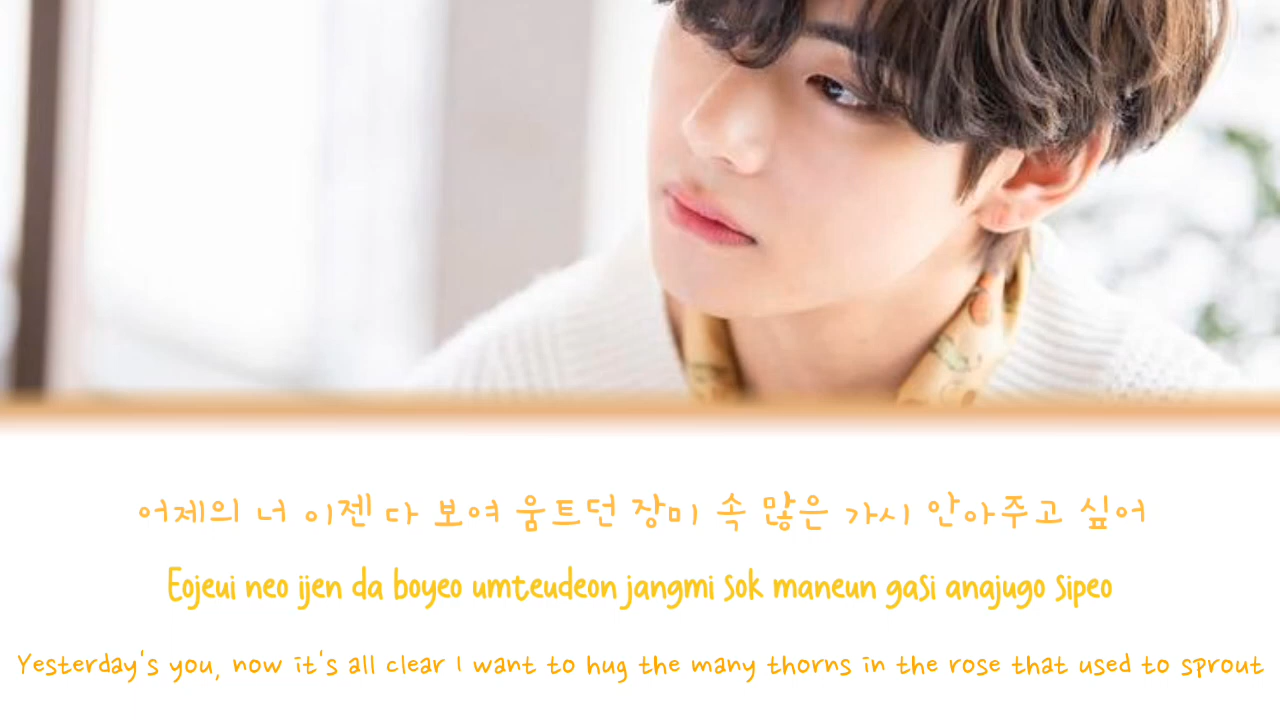 어제의 너 이젠 다 보여 움트던 장미 속 많은 가시 안아주고 싶어
Eojeui neo ijen da boyeo umteudeon jangmi sok maneun gasi anajugo sipeo
Yesterday's you, now it's all clear I want to hug the many thorns in the rose that used to sprout